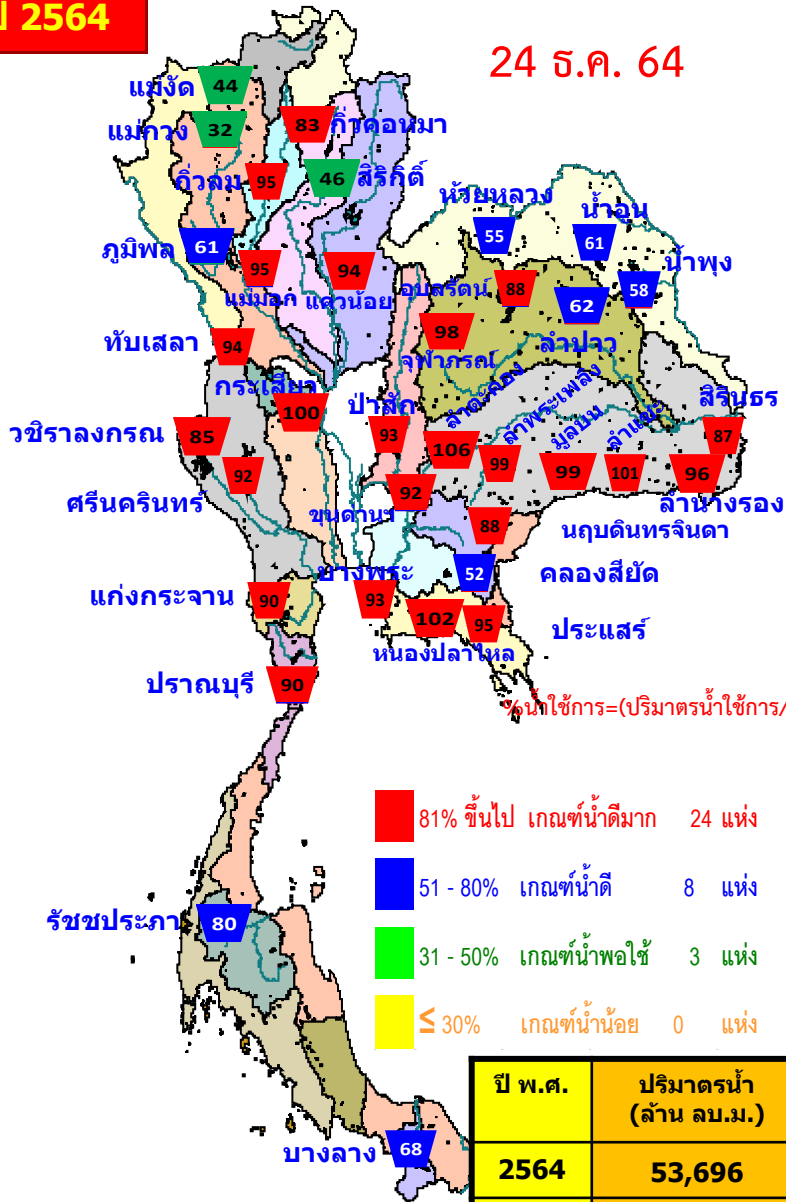 ปี 2564
24 ธ.ค. 64
แม่งัด
44
แม่กวง
32
83
กิ่วคอหมา
กิ่วลม
95
46
สิริกิติ์
ห้วยหลวง
55
น้ำอูน
61
ภูมิพล
61
95
แม่มอก
94
แควน้อย
อุบลรัตน์
88
62
ลำปาว
58
น้ำพุง
ทับเสลา
94
98
จุฬาภรณ์
กระเสียว
100
ป่าสัก
93
ลำตะคอง
106
ลำพระเพลิง
99
มูลบน
99
ลำแชะ
101
สิรินธร
87
96
ลำนางรอง
วชิราลงกรณ
85
92
ศรีนครินทร์
92
ขุนด่านฯ
88
นฤบดินทรจินดา
บางพระ
93
52
คลองสียัด
แก่งกระจาน
90
102
หนองปลาไหล
95
ประแสร์
ปราณบุรี
90
%น้ำใช้การ=(ปริมาตรน้ำใช้การ/
81% ขึ้นไป เกณฑ์น้ำดีมาก 24 แห่ง
51 - 80% เกณฑ์น้ำดี 8 แห่ง
31 - 50% เกณฑ์น้ำพอใช้ 3 แห่ง
≤ 30% เกณฑ์น้ำน้อย 0 แห่ง
รัชชประภา
80
บางลาง
68
ปี พ.ศ. ปริมาตรน้ำ
(ล้าน ลบ.ม.)
2564 53,696